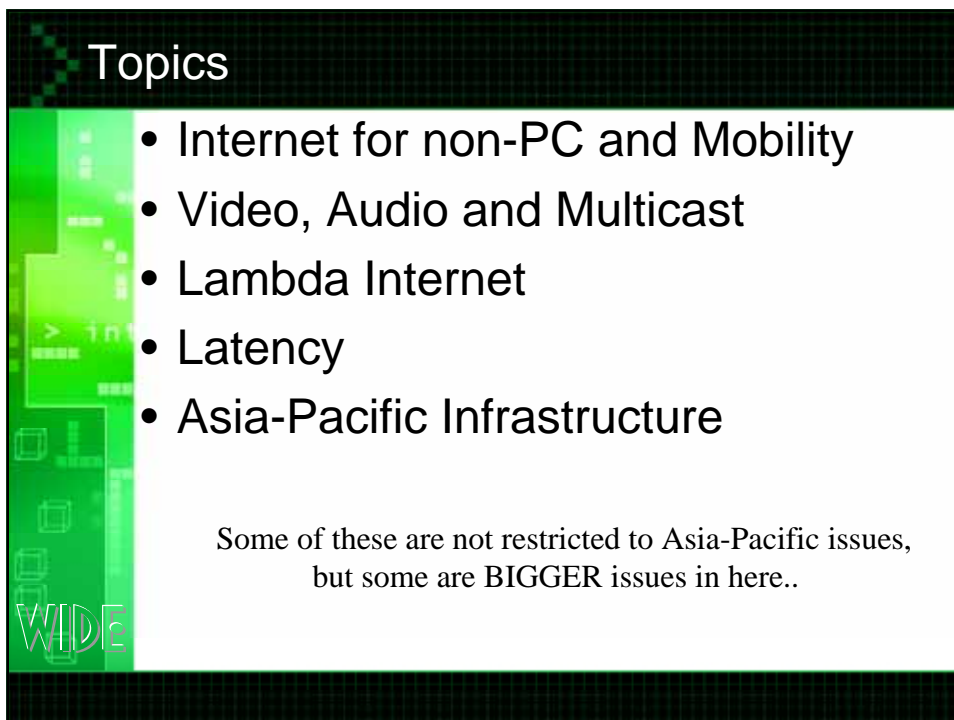 Topics
• Internet for non-PC and Mobility
• Video, Audio and Multicast
• Lambda Internet
• Latency
• Asia-Pacific Infrastructure
> int
Some of these are not restricted to Asia-Pacific issues,
but some are BIGGER issues in here..
WIDE